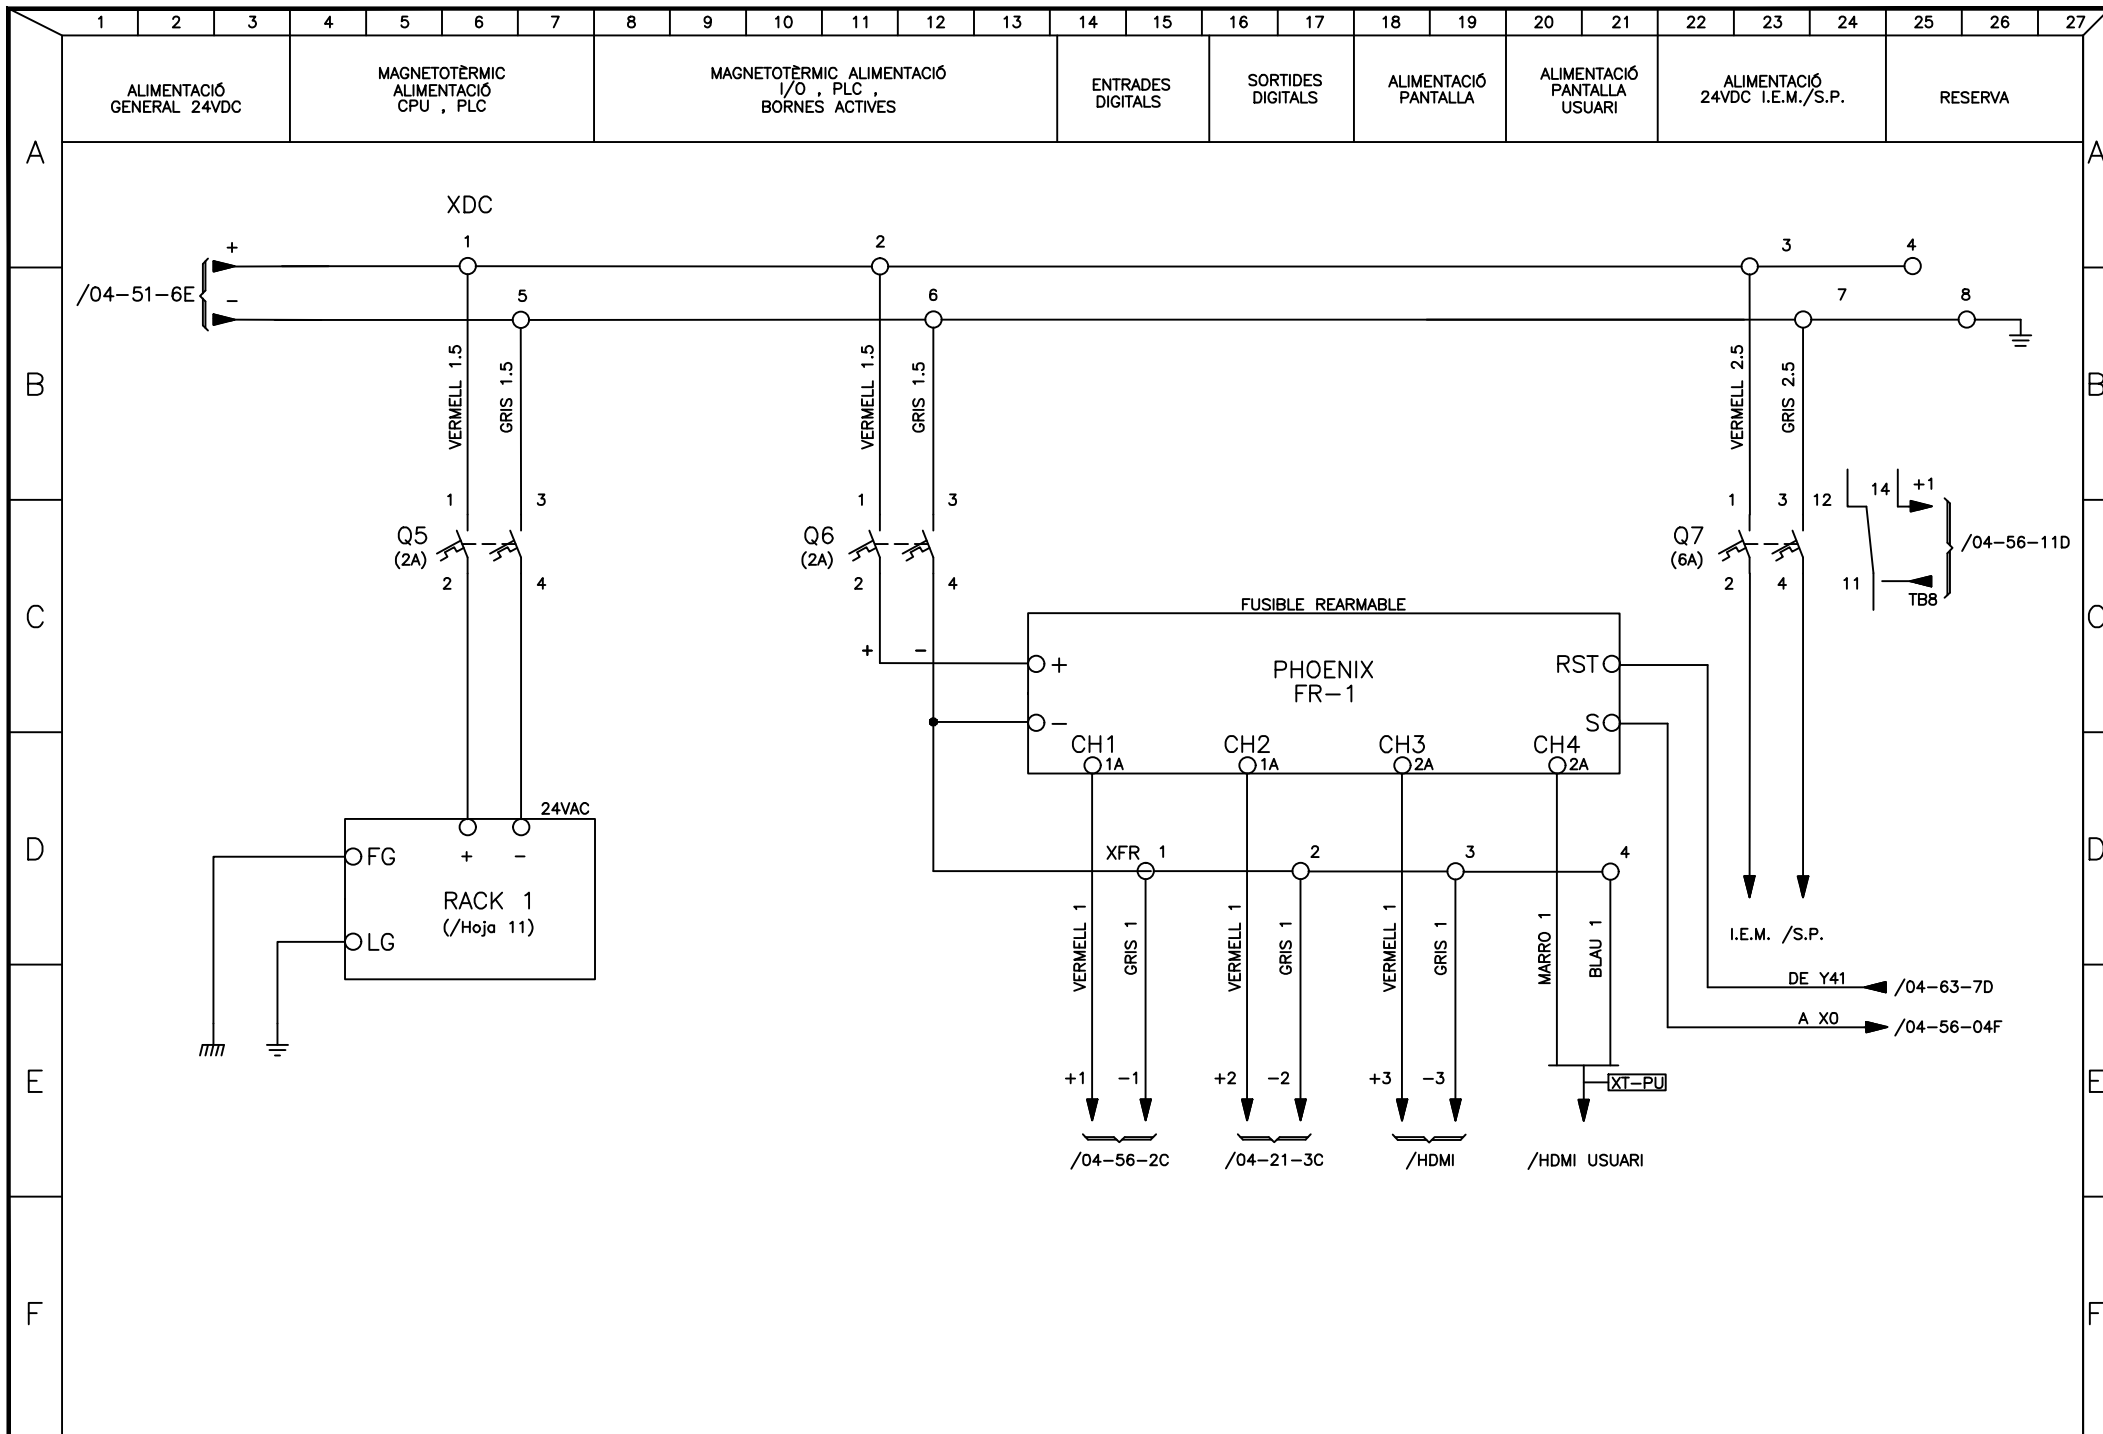 1 2 3 4 5 6 7 8 9 10 11 12 13 14 15 16 17 18 19 20 21 22 23 24 25 26 27
ALIMENTACIÓ
GENERAL 24VDC
MAGNETOTÈRMIC
ALIMENTACIÓ
CPU , PLC
MAGNETOTÈRMIC ALIMENTACIÓ
I/O , PLC ,
BORNES ACTIVES
ENTRADES
DIGITALS
SORTIDES
DIGITALS
ALIMENTACIÓ
PANTALLA
ALIMENTACIÓ
PANTALLA
USUARI
ALIMENTACIÓ
24VDC I.E.M./S.P.
RESERVA
A A
XDC
+ 1 2 3 4
/04-51-6E
- 5 6 7 8
B B
VERMELL 1.5
GRIS 1.5
VERMELL 1.5
GRIS 1.5
VERMELL 2.5
GRIS 2.5
1 3 1 3 1 3 12 14 +1
Q5
(2A)
Q6
(2A)
Q7
(6A)
/04-56-11D
2 4 2 4 2 4 11 TB8
C C
FUSIBLE REARMABLE
+ -
+ PHOENIX RST
FR-1
- S
CH1 CH2 CH3 CH4
1A 1A 2A 2A
24VAC
D D
FG + -
RACK 1
(/Hoja 11)
LG
XFR 1 2 3 4
VERMELL 1
GRIS 1
VERMELL 1
GRIS 1
VERMELL 1
GRIS 1
MARRO 1
BLAU 1
I.E.M. /S.P.
DE Y41 /04-63-7D
A X0 /04-56-04F
E E
+1 -1 +2 -2 +3 -3 XT-PU
/04-56-2C /04-21-3C /HDMI /HDMI USUARI
F F